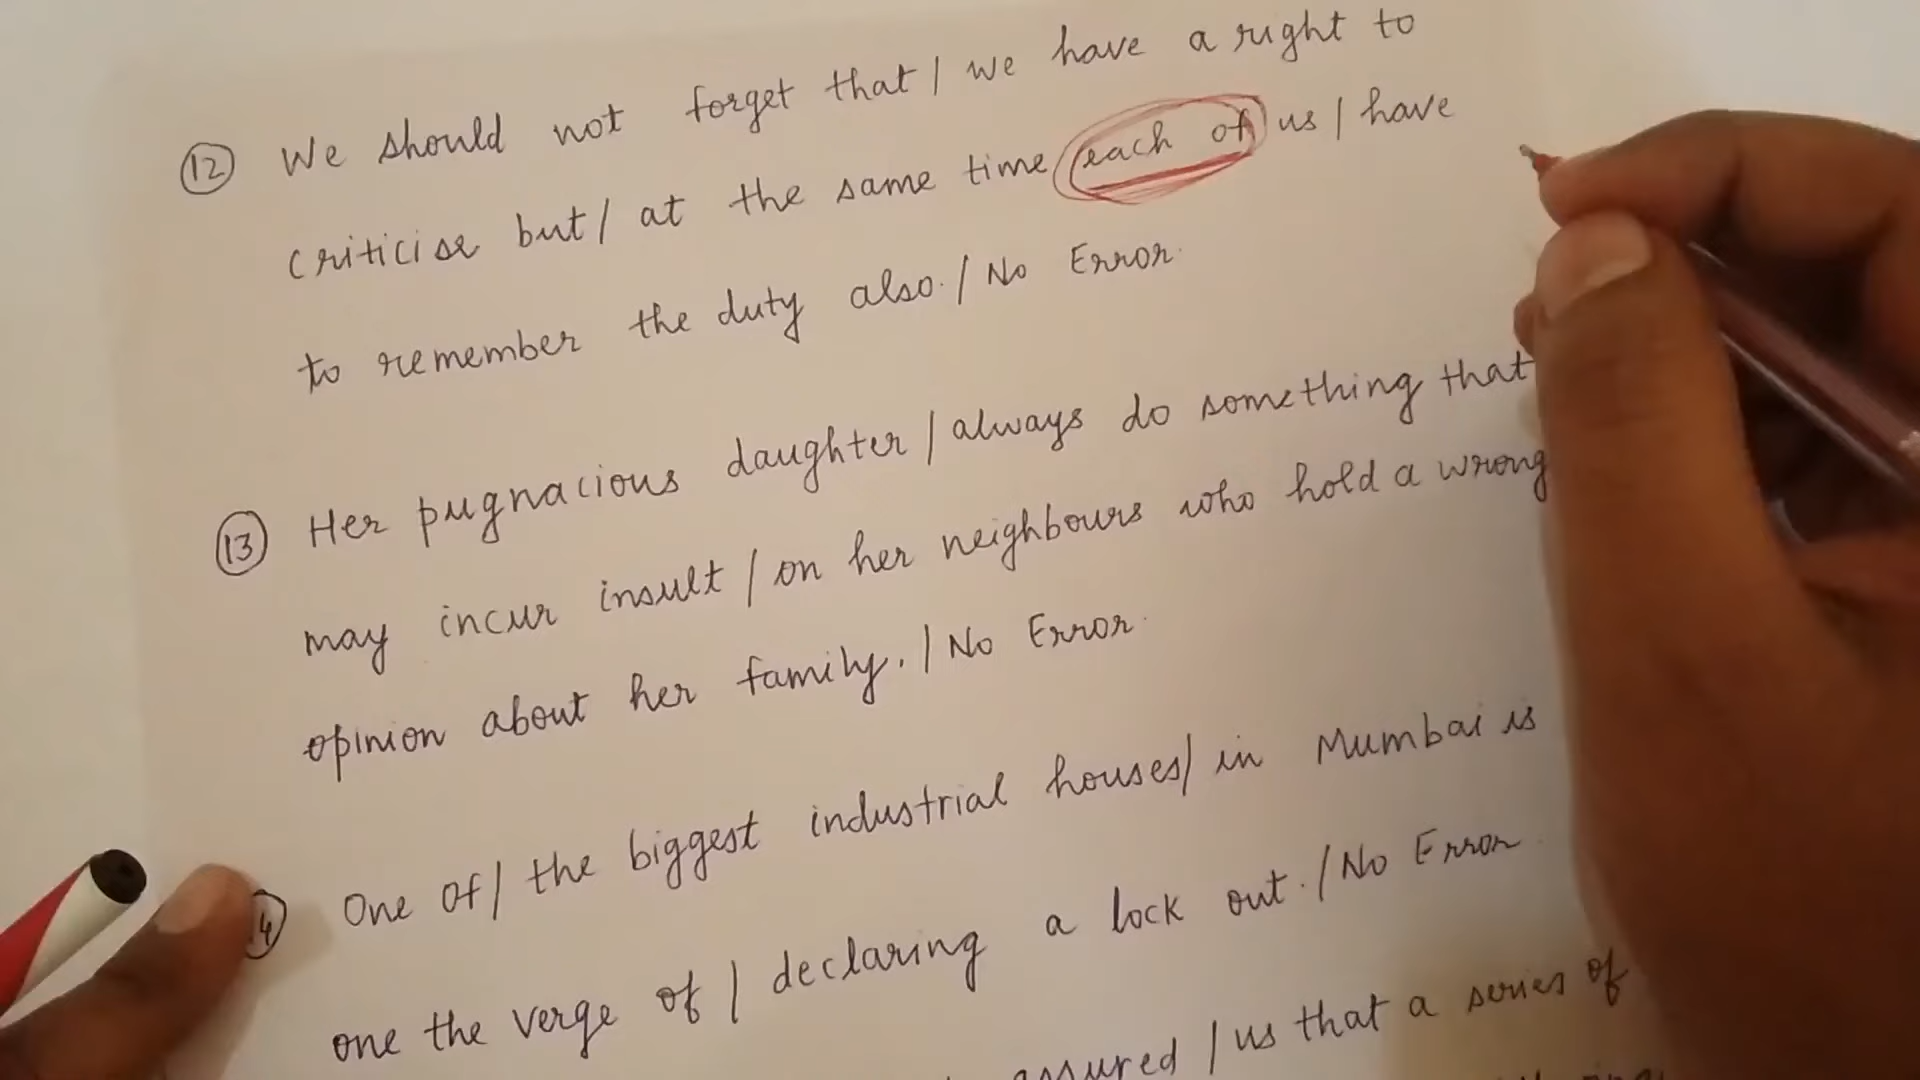 12 We should not forget that / we have a right to
criticise but / at the same time each of us / have
to remember the duty also. / No Error.
13 Her pugnacious daughter / always do something that
may incur insult / on her neighbours who hold a wrong
opinion about her family. / No Error.
14 One of / the biggest industrial houses / in Mumbai is
one the verge of / declaring a lock out. / No Error.
assured / us that a series of